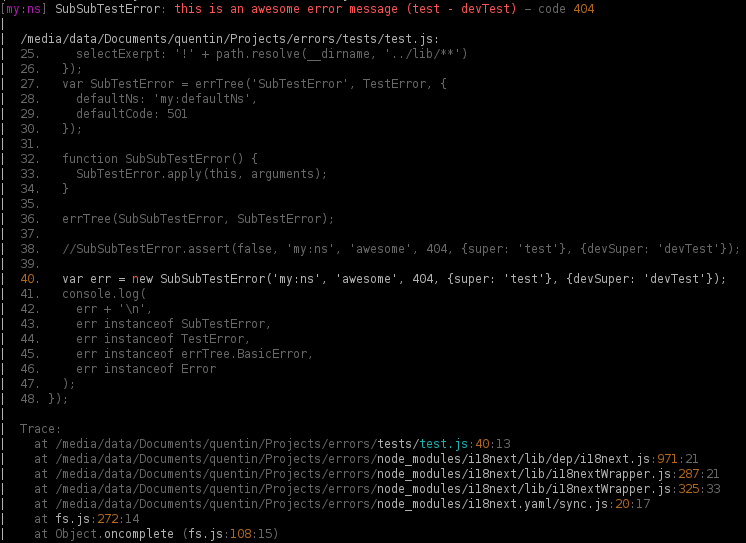 [my:ns] SubSubTestError: this is an awesome error message (test - devTest) – code 404
|
|  /media/data/Documents/quentin/Projects/errors/tests/test.js:
|  25.     selectExerpt: '!' + path.resolve(__dirname, '../lib/**')
|  26.   });
|  27.   var SubTestError = errTree('SubTestError', TestError, {
|  28.     defaultNs: 'my:defaultNs',
|  29.     defaultCode: 501
|  30.   });
|  31.
|  32.   function SubSubTestError() {
|  33.     SubTestError.apply(this, arguments);
|  34.   }
|  35.
|  36.   errTree(SubSubTestError, SubTestError);
|  37.
|  38.   //SubSubTestError.assert(false, 'my:ns', 'awesome', 404, {super: 'test'}, {devSuper: 'devTest'});
|  39.
|  40.   var err = new SubSubTestError('my:ns', 'awesome', 404, {super: 'test'}, {devSuper: 'devTest'});
|  41.   console.log(
|  42.     err + '\n',
|  43.     err instanceof SubTestError,
|  44.     err instanceof TestError,
|  45.     err instanceof errTree.BasicError,
|  46.     err instanceof Error
|  47.   );
|  48. });
|
|  Trace:
|    at /media/data/Documents/quentin/Projects/errors/tests/test.js:40:13
|    at /media/data/Documents/quentin/Projects/errors/node_modules/i18next/lib/dep/i18next.js:971:21
|    at /media/data/Documents/quentin/Projects/errors/node_modules/i18next/lib/i18nextWrapper.js:287:21
|    at /media/data/Documents/quentin/Projects/errors/node_modules/i18next/lib/i18nextWrapper.js:325:33
|    at /media/data/Documents/quentin/Projects/errors/node_modules/i18next.yaml/sync.js:20:17
|    at fs.js:272:14
|    at Object.oncomplete (fs.js:108:15)